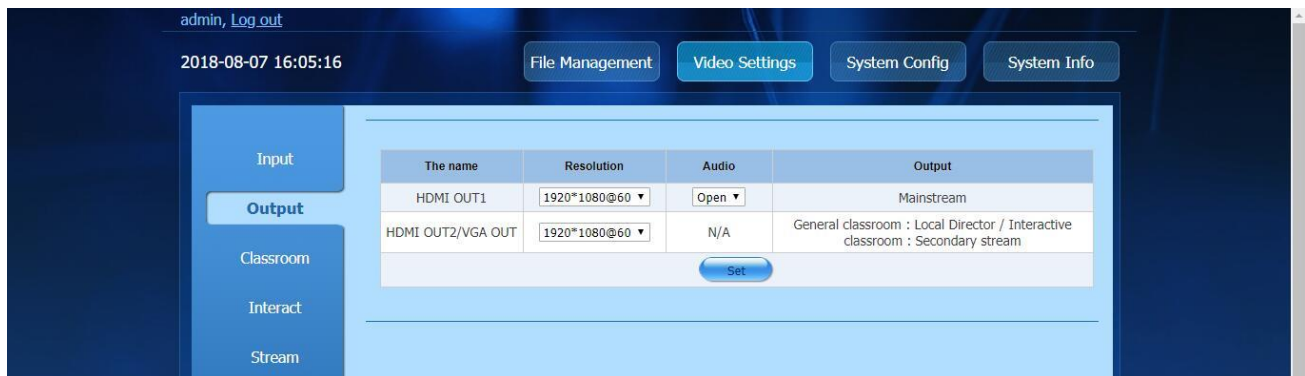 admin, Log out
2018-08-07 16:05:16
File Management
Video Settings
System Config
System Info
Input
Output
Classroom
Interact
Stream
The name Resolution Audio Output
HDMI OUT1 1920*1080@60 Open Mainstream
HDMI OUT2/VGA OUT 1920*1080@60 N/A General classroom : Local Director / Interactive
classroom : Secondary stream
Set